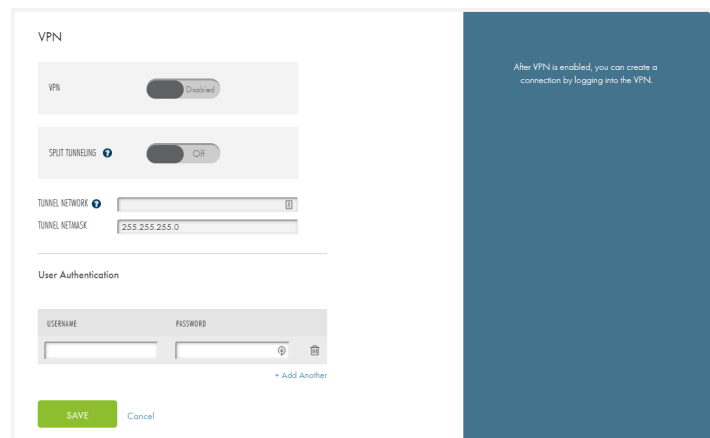 VPN
After VPN is enabled, you can create a
connection by logging into the VPN.
VPN Disabled
SPLIT TUNNELING ? Off
TUNNEL NETWORK ?
TUNNEL NETMASK 255.255.255.0
User Authentication
USERNAME PASSWORD
+ Add Another
SAVE Cancel